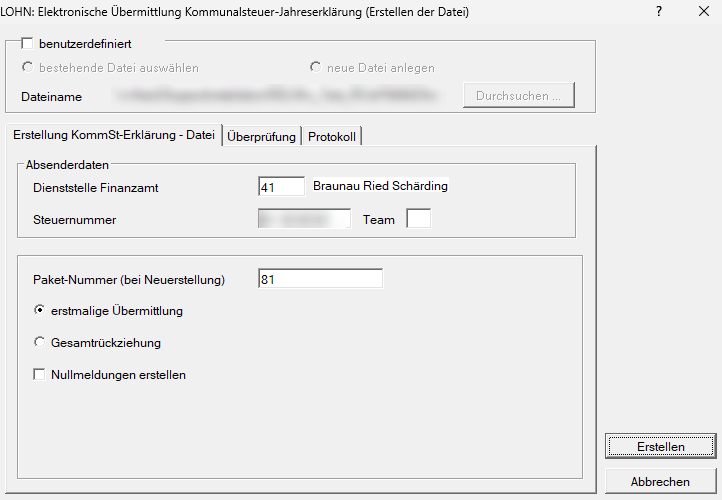 LOHN: Elektronische Übermittlung Kommunalsteuer-Jahreserklärung (Erstellen der Datei)
benutzerdefiniert
bestehende Datei auswählen neue Datei anlegen
Dateiname Durchsuchen ...
Erstellung KommSt-Erklärung - Datei Überprüfung Protokoll
Absenderdaten
Dienststelle Finanzamt 41 Braunau Ried Schärding
Steuernummer Team
Paket-Nummer (bei Neuerstellung) 81
erstmalige Übermittlung
Gesamtrückziehung
Nullmeldungen erstellen
Erstellen
Abbrechen